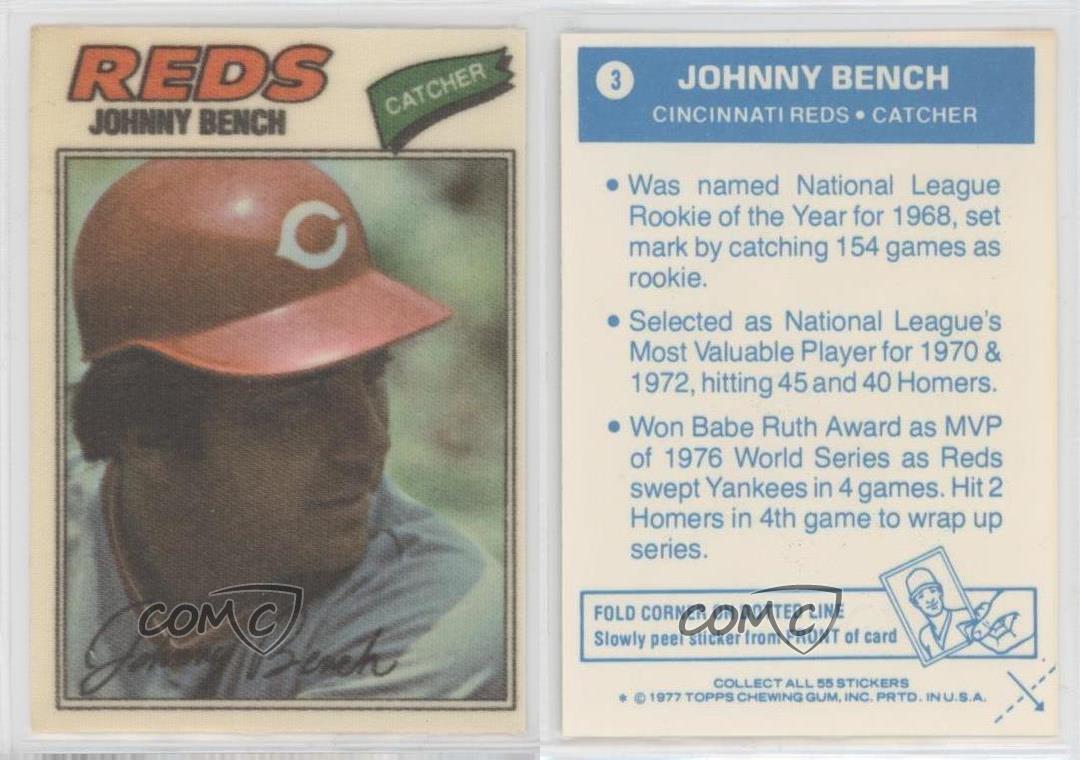 REDS
JOHNNY BENCH
CATCHER
C
COMC
Johnny Bench
3
JOHNNY BENCH
CINCINNATI REDS • CATCHER
• Was named National League
Rookie of the Year for 1968, set
mark by catching 154 games as
rookie.
• Selected as National League's
Most Valuable Player for 1970 &
1972, hitting 45 and 40 Homers.
• Won Babe Ruth Award as MVP
of 1976 World Series as Reds
swept Yankees in 4 games. Hit 2
Homers in 4th game to wrap up
series.
FOLD CORNER ON DOTTED LINE
Slowly peel sticker from FRONT of card
COMC
COLLECT ALL 55 STICKERS
* © 1977 TOPPS CHEWING GUM, INC. PRTD. IN U.S.A.